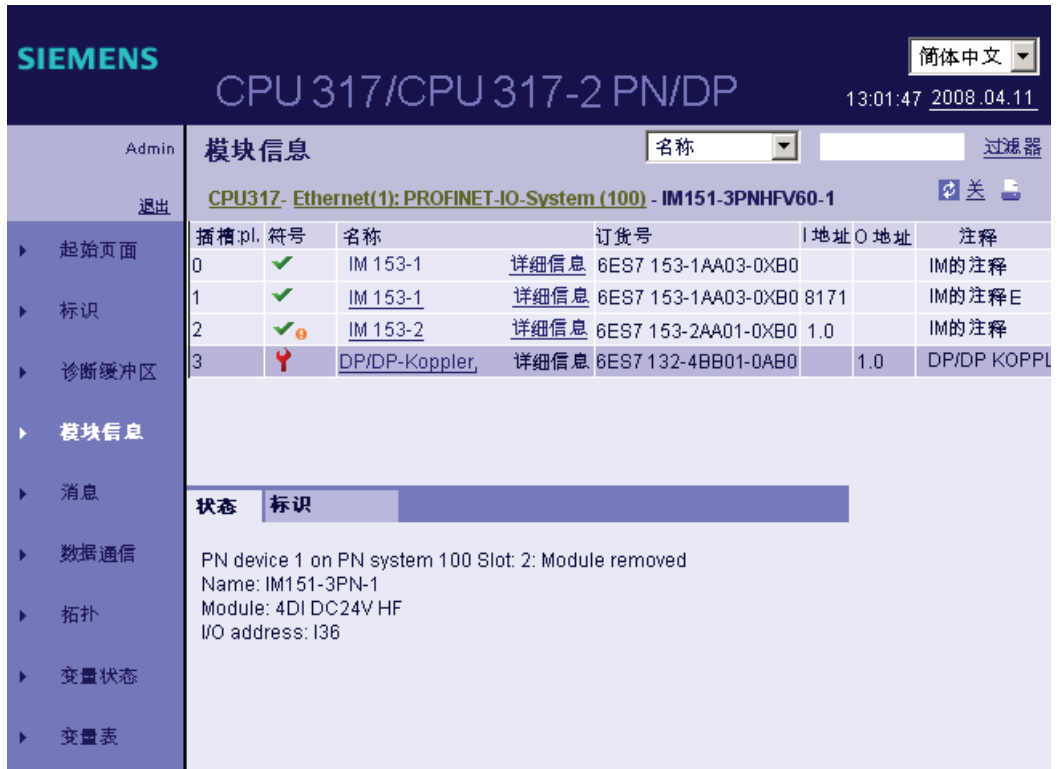 SIEMENS
简体中文
CPU 317/CPU 317-2 PN/DP
13:01:47 2008.04.11
Admin
模块信息
名称
过滤器
退出
CPU317- Ethernet(1): PROFINET-IO-System (100) - IM151-3PNHFV60-1
关
插槽:pl. 符号 名称 订货号 I地址 O 地址 注释
0 IM 153-1 详细信息 6ES7 153-1AA03-0XB0 IM的注释
1 IM 153-1 详细信息 6ES7 153-1AA03-0XB0 8171 IM的注释E
2 IM 153-2 详细信息 6ES7 153-2AA01-0XB0 1.0 IM的注释
3 DP/DP-Koppler, 详细信息 6ES7 132-4BB01-0AB0 1.0 DP/DP KOPPL
起始页面
标识
诊断缓冲区
模块信息
消息
数据通信
拓扑
变量状态
变量表
状态 标识
PN device 1 on PN system 100 Slot: 2: Module removed
Name: IM151-3PN-1
Module: 4DI DC24V HF
I/O address: I36